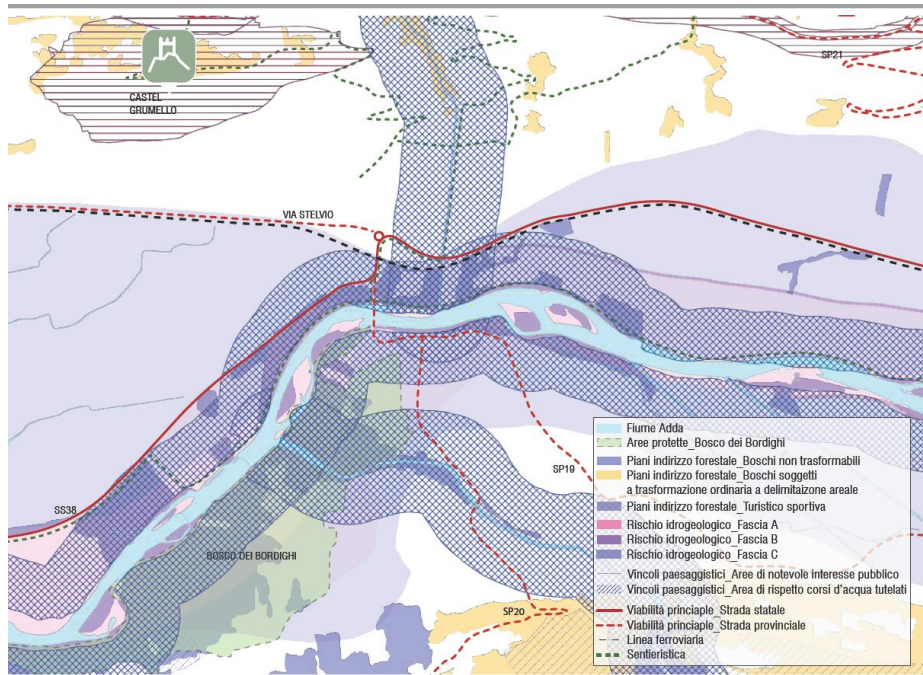 SP21
CASTEL
GRUMELLO
VIA STELVIO
SP19
SS38
BOSCO DEI BORDIGHI
SP20
Fiume Adda
Aree protette_Bosco dei Bordighi
Piani indirizzo forestale_Boschi non trasformabili
Piani indirizzo forestale_Boschi soggetti
a trasformazione ordinaria a delimitaizone areale
Piani indirizzo forestale_Turistico sportiva
Rischio idrogeologico_Fascia A
Rischio idrogeologico_Fascia B
Rischio idrogeologico_Fascia C
Vincoli paesaggistici_Aree di notevole interesse pubblico
Vincoli paesaggistici_Area di rispetto corsi d'acqua tutelati
Viabilità princiaple_Strada statale
Viabilità princiaple_Strada provinciale
Linea ferroviaria
Sentieristica